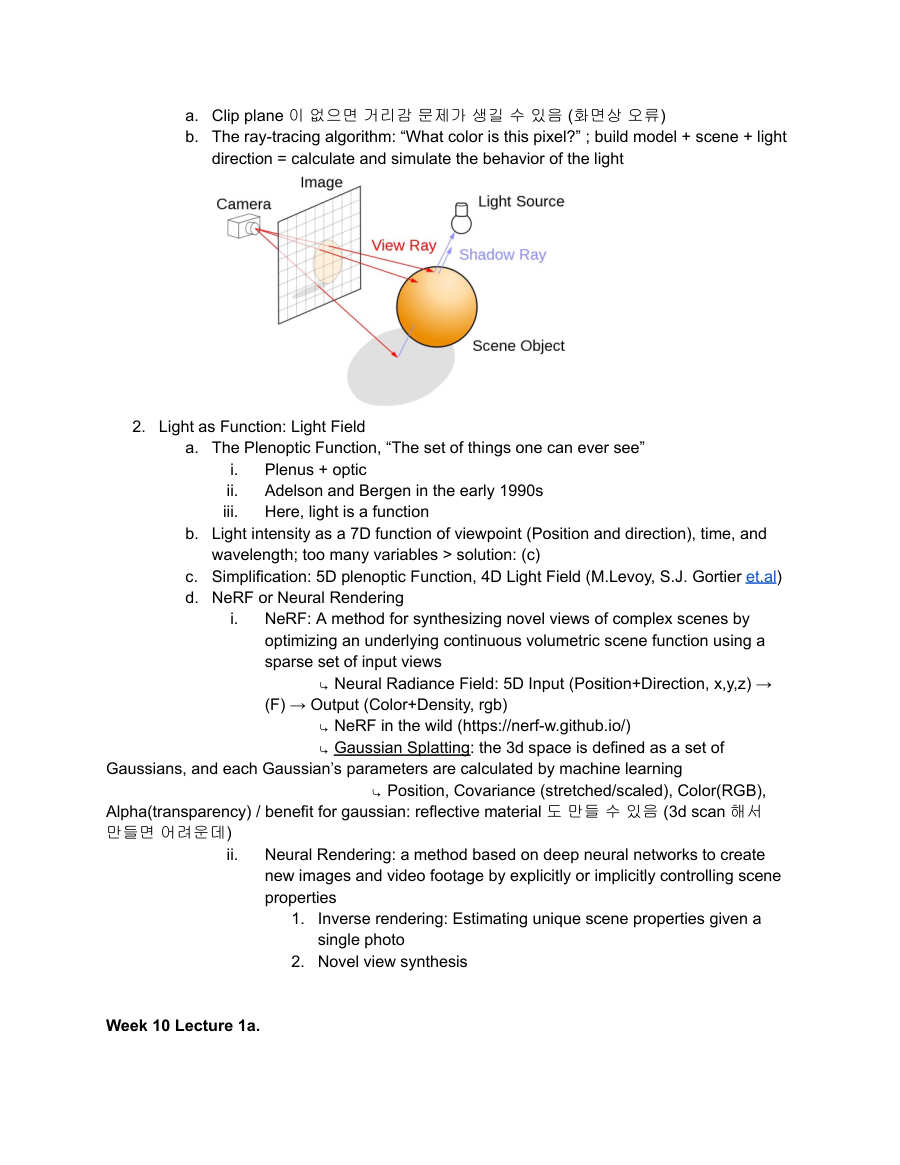 a. Clip plane 이 없으면 거리감 문제가 생길 수 있음 (화면상 오류)
b. The ray-tracing algorithm: “What color is this pixel?” ; build model + scene + light
direction = calculate and simulate the behavior of the light
Image
Camera
Light Source
View Ray
Shadow Ray
Scene Object
2. Light as Function: Light Field
a. The Plenoptic Function, “The set of things one can ever see”
i. Plenus + optic
ii. Adelson and Bergen in the early 1990s
iii. Here, light is a function
b. Light intensity as a 7D function of viewpoint (Position and direction), time, and
wavelength; too many variables > solution: (c)
c. Simplification: 5D plenoptic Function, 4D Light Field (M.Levoy, S.J. Gortier et.al)
d. NeRF or Neural Rendering
i. NeRF: A method for synthesizing novel views of complex scenes by
optimizing an underlying continuous volumetric scene function using a
sparse set of input views
⤷ Neural Radiance Field: 5D Input (Position+Direction, x,y,z) →
(F) → Output (Color+Density, rgb)
⤷ NeRF in the wild (https://nerf-w.github.io/)
⤷ Gaussian Splatting: the 3d space is defined as a set of
Gaussians, and each Gaussian’s parameters are calculated by machine learning
⤷ Position, Covariance (stretched/scaled), Color(RGB),
Alpha(transparency) / benefit for gaussian: reflective material 도 만들 수 있음 (3d scan 해서
만들면 어려운데)
ii. Neural Rendering: a method based on deep neural networks to create
new images and video footage by explicitly or implicitly controlling scene
properties
1. Inverse rendering: Estimating unique scene properties given a
single photo
2. Novel view synthesis
Week 10 Lecture 1a.